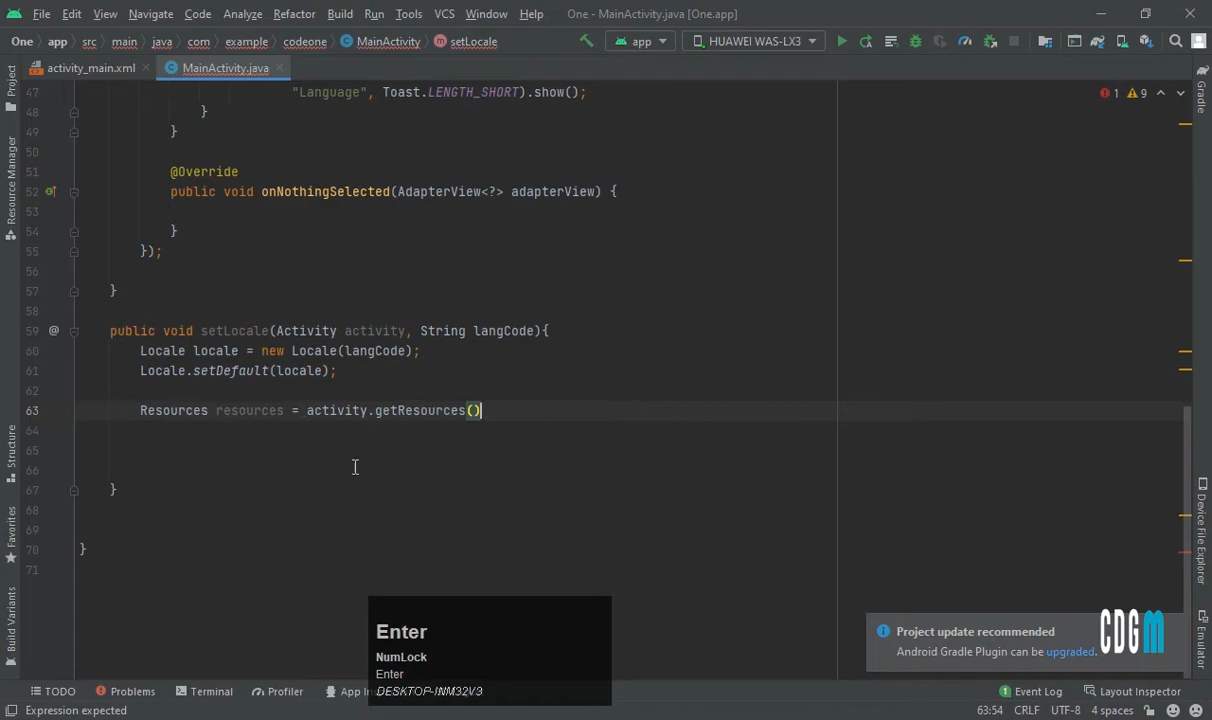 File Edit View Navigate Code Analyze Refactor Build Run Tools VCS Window Help One - MainActivity.java [One.app]
One app src main java com example codeone MainActivity setLocale app HUAWEI WAS-LX3
activity_main.xml MainActivity.java
47 "Language", Toast.LENGTH_SHORT).show(); 1 9
48 }
49 }
50
51 @Override
52 public void onNothingSelected(AdapterView<?> adapterView) {
53
54 }
55 });
56
57 }
58
59 @ public void setLocale(Activity activity, String langCode){
60 Locale locale = new Locale(langCode);
61 Locale.setDefault(locale);
62
63 Resources resources = activity.getResources()
64
65
66
67 }
68
69
70 }
71
Project
Resource Manager
Structure
Favorites
Build Variants
Gradle
Device File Explorer
Emulator
Enter
NumLock
Enter
DESKTOP-INM32V3
Project update recommended
Android Gradle Plugin can be upgraded.
CDGM
TODO Problems Terminal Profiler App In Event Log Layout Inspector
Expression expected 63:54 CRLF UTF-8 4 spaces